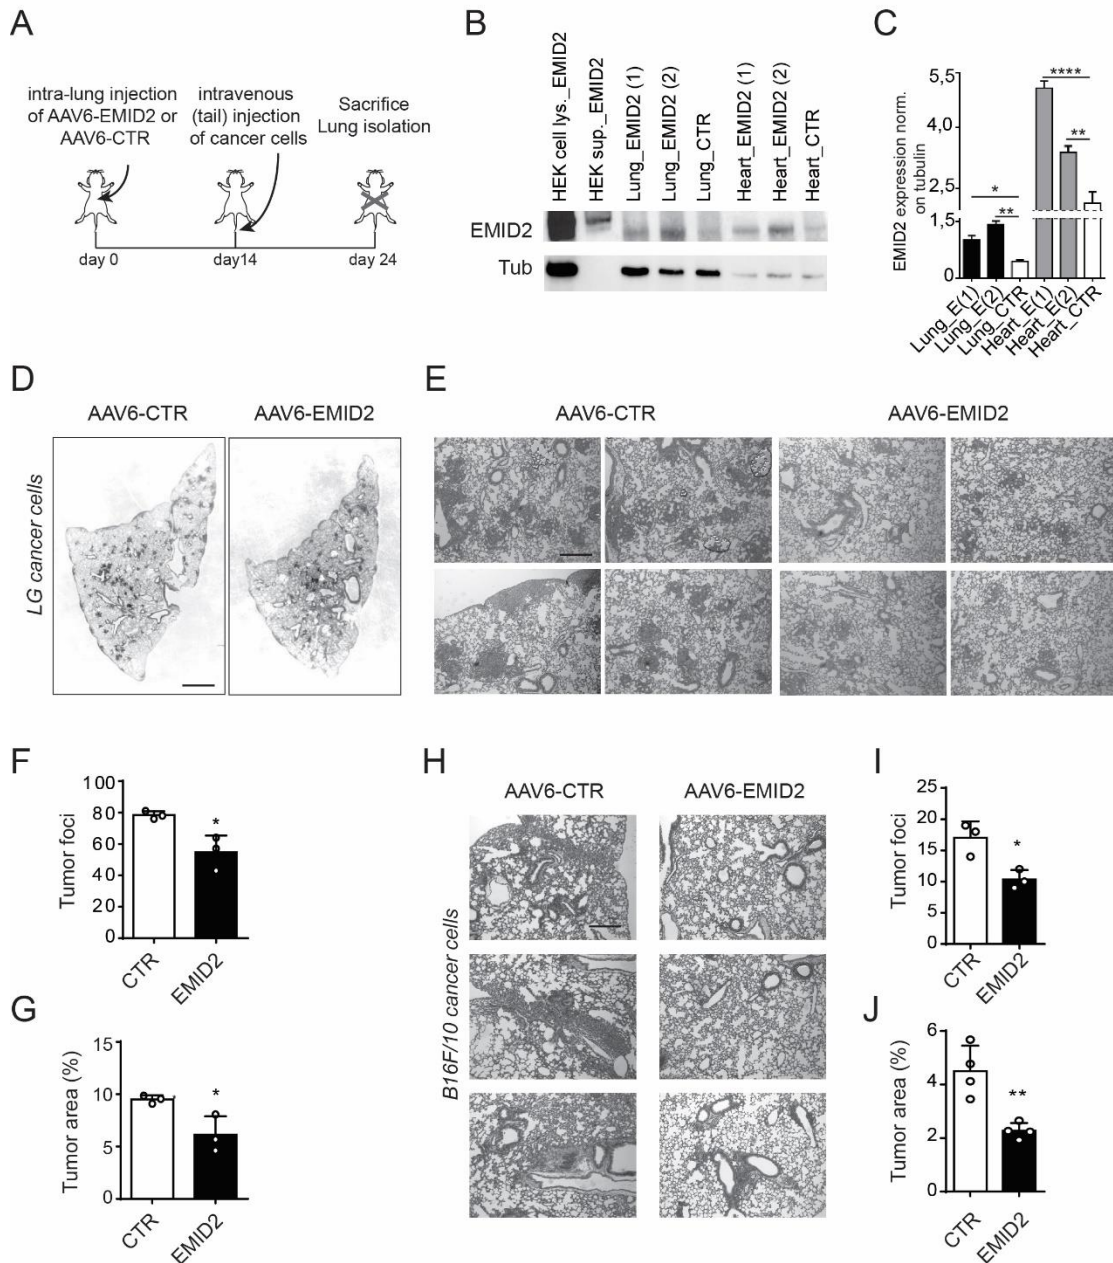 A
intra-lung injection
of AAV6-EMID2 or
AAV6-CTR
intravenous
(tail) injection
of cancer cells
Sacrifice
Lung isolation
day 0
day14
day 24
B
HEK cell lys._EMID2
HEK sup._EMID2
Lung_EMID2 (1)
Lung_EMID2 (2)
Lung_CTR
Heart_EMID2 (1)
Heart_EMID2 (2)
Heart_CTR
EMID2
Tub
C
EMID2 expression norm.
on tubulin
5,5
4,0
2,5
1,5
0
****
**
*
**
Lung_E(1)
Lung_E(2)
Lung_CTR
Heart_E(1)
Heart_E(2)
Heart_CTR
D
AAV6-CTR
AAV6-EMID2
LG cancer cells
E
AAV6-CTR
AAV6-EMID2
F
Tumor foci
100
80
60
40
20
0
*
CTR
EMID2
G
Tumor area (%)
15
10
5
0
*
CTR
EMID2
H
AAV6-CTR
AAV6-EMID2
B16F/10 cancer cells
I
Tumor foci
25
20
15
10
5
0
*
CTR
EMID2
J
Tumor area (%)
6
4
2
0
**
CTR
EMID2